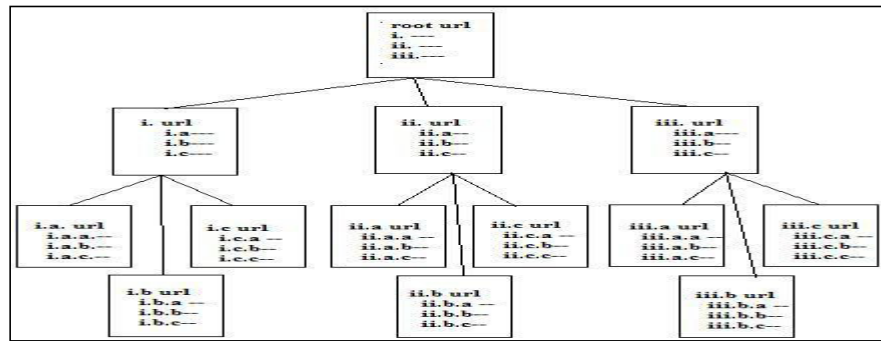 root url
i. ---
ii. ---
iii.---
i. url
i.a---
i.b---
i.c---
ii. url
ii.a--
ii.b--
ii.c--
iii. url
iii.a---
iii.b---
iii.c--
i.a. url
i.a.a.--
i.a.b.--
i.a.c.--
i.c url
i.c.a --
i.c.b--
i.c.c--
ii.a url
ii.a.a--
ii.a.b--
ii.a.c--
ii.c url
ii.c.a --
ii.c.b--
ii.c.c--
iii.a url
iii.a.a --
iii.a.b--
iii.a.c--
iii.c url
iii.c.a --
iii.c.b--
iii.c.c--
i.b url
i.b.a --
i.b.b--
i.b.c--
ii.b url
ii.b.a --
ii.b.b--
ii.b.c--
iii.b url
iii.b.a --
iii.b.b--
iii.b.c--